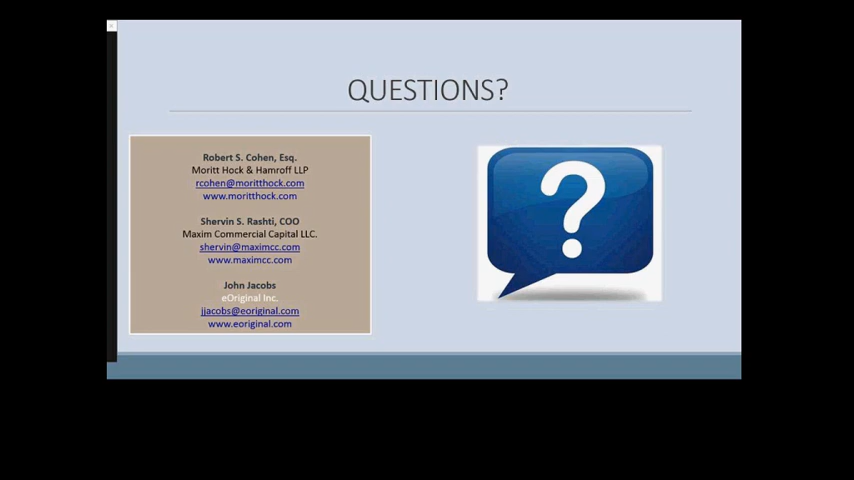 QUESTIONS?
Robert S. Cohen, Esq.
Moritt Hock & Hamroff LLP
rcohen@moritthock.com
www.moritthock.com
Shervin S. Rashti, COO
Maxim Commercial Capital LLC.
shervin@maximcc.com
www.maximcc.com
John Jacobs
eOriginal Inc.
jjacobs@eoriginal.com
www.eoriginal.com
?